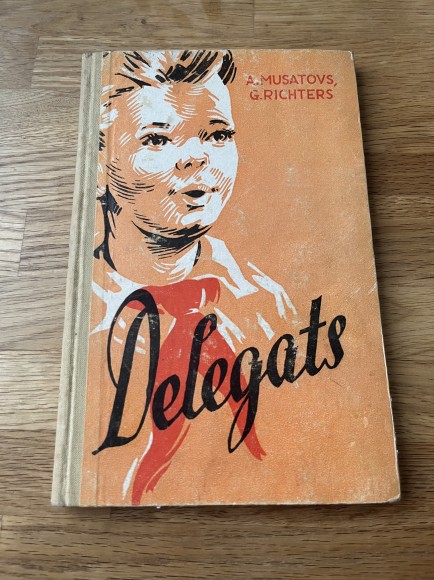 A. MUSATOVS,
G. RICHTERS
Delegats